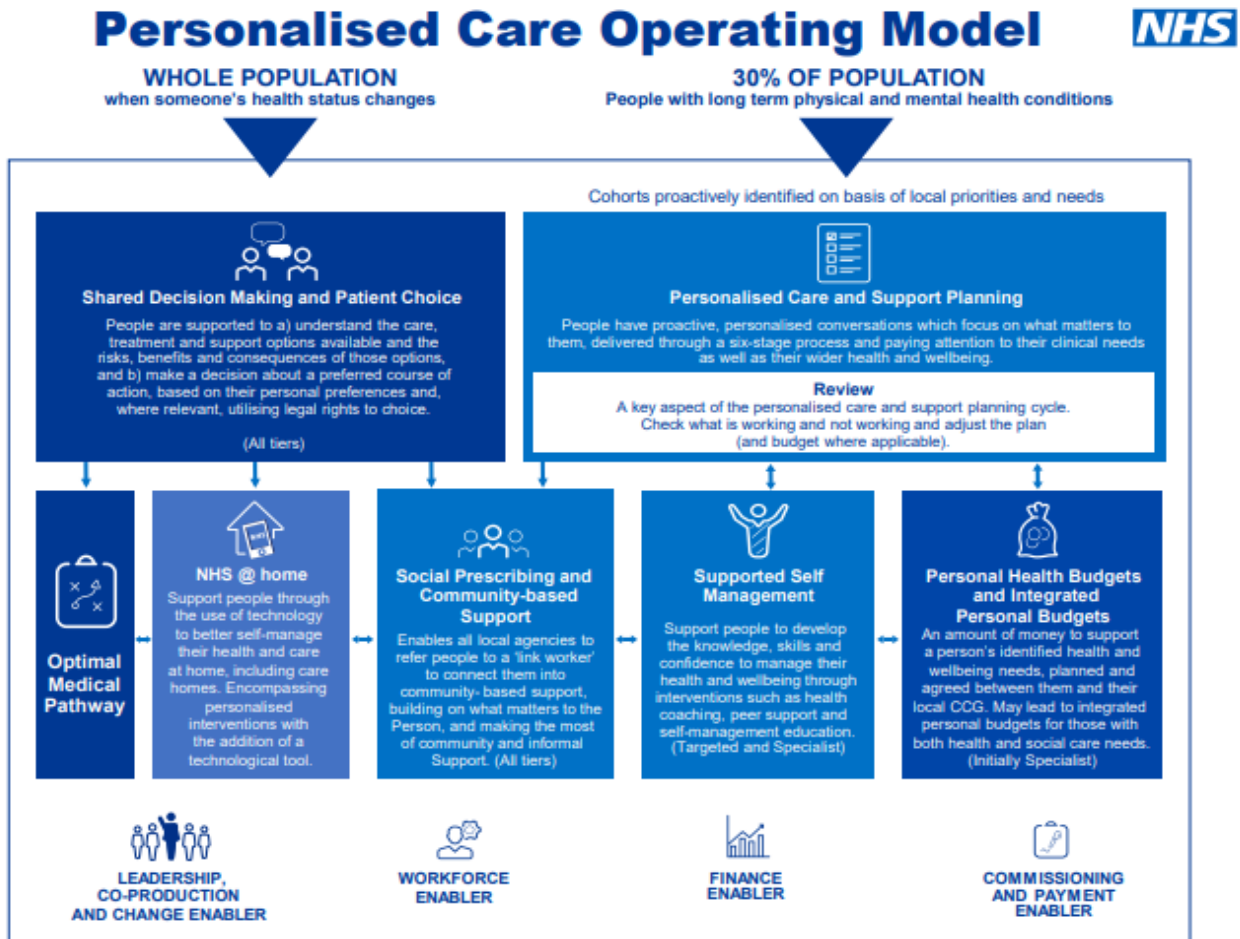 Personalised Care Operating Model
NHS
WHOLE POPULATION
when someone's health status changes
30% OF POPULATION
People with long term physical and mental health conditions
Cohorts proactively identified on basis of local priorities and needs
Shared Decision Making and Patient Choice
People are supported to a) understand the care,
treatment and support options available and the
risks, benefits and consequences of those options,
and b) make a decision about a preferred course of
action, based on their personal preferences and,
where relevant, utilising legal rights to choice.
(All tiers)
Personalised Care and Support Planning
People have proactive, personalised conversations which focus on what matters to
them, delivered through a six-stage process and paying attention to their clinical needs
as well as their wider health and wellbeing.
Review
A key aspect of the personalised care and support planning cycle.
Check what is working and not working and adjust the plan
(and budget where applicable).
Optimal
Medical
Pathway
NHS @ home
Support people through
the use of technology
to better self-manage
their health and care
at home, including care
homes. Encompassing
personalised
interventions with
the addition of a
technological tool.
Social Prescribing and
Community-based
Support
Enables all local agencies to
refer people to a 'link worker'
to connect them into
community- based support,
building on what matters to the
Person, and making the most
of community and informal
Support. (All tiers)
Supported Self
Management
Support people to develop
the knowledge, skills and
confidence to manage their
health and wellbeing through
interventions such as health
coaching, peer support and
self-management education.
(Targeted and Specialist)
Personal Health Budgets
and Integrated
Personal Budgets
An amount of money to support
a person's identified health and
wellbeing needs, planned and
agreed between them and their
local CCG. May lead to integrated
personal budgets for those with
both health and social care needs.
(Initially Specialist)
LEADERSHIP,
CO-PRODUCTION
AND CHANGE ENABLER
WORKFORCE
ENABLER
FINANCE
ENABLER
COMMISSIONING
AND PAYMENT
ENABLER